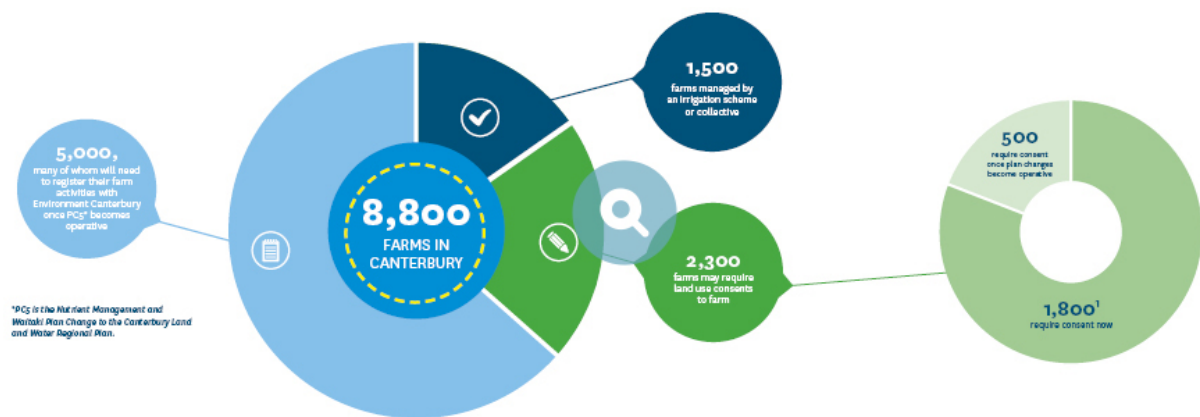 5,000,
many of whom will need
to register their farm
activities with
Environment Canterbury
once PC5* becomes
operative
*PC5 is the Nutrient Management and
Waitaki Plan Change to the Canterbury Land
and Water Regional Plan.
8,800
FARMS IN
CANTERBURY
1,500
farms managed by
an irrigation scheme
or collective
2,300
farms may require
land use consents
to farm
500
require consent
once plan changes
become operative
1,800¹
require consent now